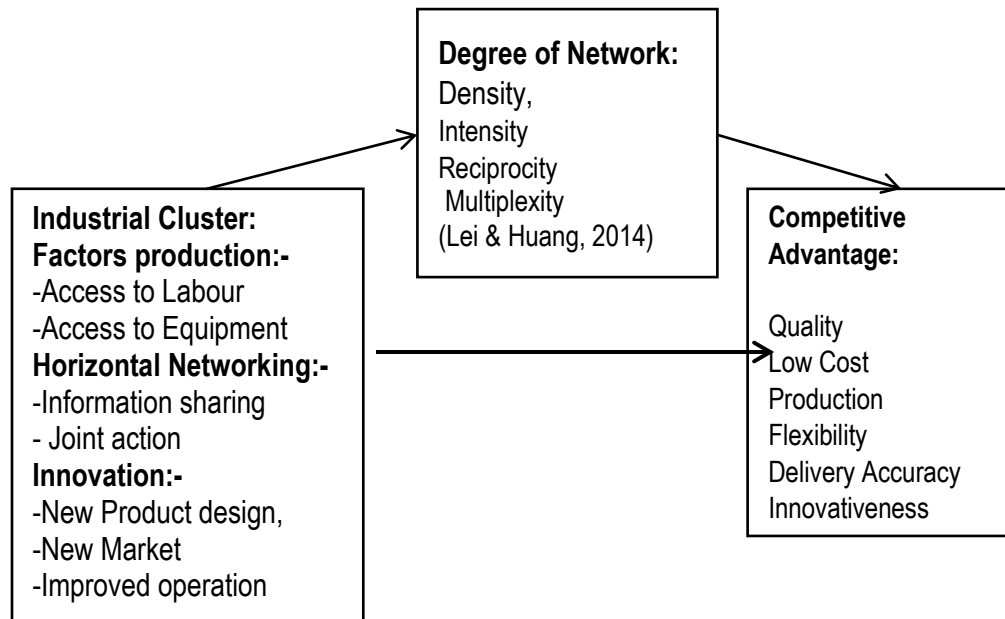 Degree of Network:
Density,
Intensity
Reciprocity
Multiplexity
(Lei & Huang, 2014)
Industrial Cluster:
Factors production:-
-Access to Labour
-Access to Equipment
Horizontal Networking:-
-Information sharing
- Joint action
Innovation:-
-New Product design,
-New Market
-Improved operation
Competitive
Advantage:
Quality
Low Cost
Production
Flexibility
Delivery Accuracy
Innovativeness